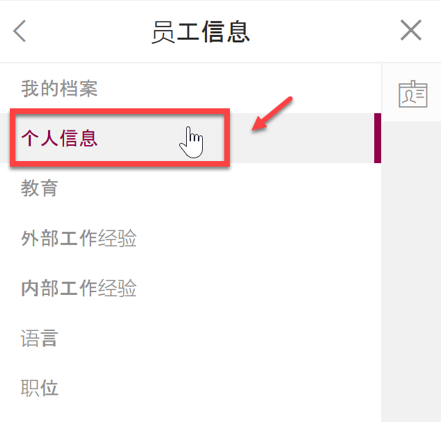 员工信息
我的档案
个人信息
教育
外部工作经验
内部工作经验
语言
职位